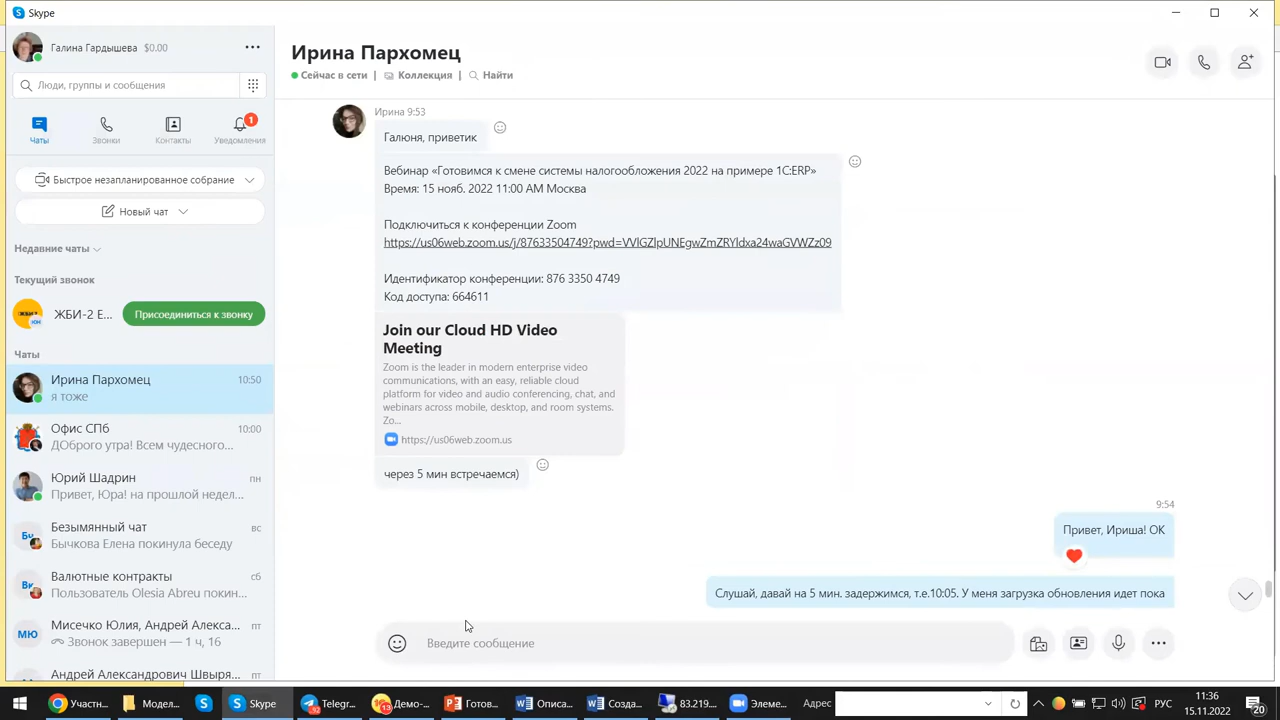 Skype
Галина Гардышева $0.00
Люди, группы и сообщения
Чаты
Звонки
Контакты
Уведомления
1
Быстрое незапланированное собрание
Новый чат
Недавние чаты
Текущий звонок
ЖБИ-2 Е...
Присоединиться к звонку
Чаты
Ирина Пархомец 10:50
я тоже
Офис СПб 10:00
ДОброго утра! Всем чудесного...
Юрий Шадрин пн
Привет, Юра! на прошлой недел...
Безымянный чат вс
Бычкова Елена покинула беседу
Валютные контракты сб
Пользователь Olesia Abreu покин...
МЮ
Мисечко Юлия, Андрей Алекса... пт
Звонок завершен — 1 ч, 16
Андрей Александрович Швыря... пт
Ирина Пархомец
Сейчас в сети | Коллекция | Найти
Ирина 9:53
Галюня, приветик
Вебинар «Готовимся к смене системы налогообложения 2022 на примере 1С:ERP»
Время: 15 нояб. 2022 11:00 AM Москва
Подключиться к конференции Zoom
https://us06web.zoom.us/j/87633504749?pwd=VVlGZlpUNEgwZmZRYldxa24waGVWZz09
Идентификатор конференции: 876 3350 4749
Код доступа: 664611
Join our Cloud HD Video
Meeting
Zoom is the leader in modern enterprise video
communications, with an easy, reliable cloud
platform for video and audio conferencing, chat, and
webinars across mobile, desktop, and room systems.
Zo...
https://us06web.zoom.us
через 5 мин встречаемся)
9:54
Привет, Ириша! ОК
Слушай, давай на 5 мин. задержимся, т.е.10:05. У меня загрузка обновления идет пока
Введите сообщение
Участн...
Модел...
Skype
92
Telegr...
13
Демо-...
Готов...
Описа...
Созда...
83.219...
Элеме...
Адрес
РУС
11:36
15.11.2022
20